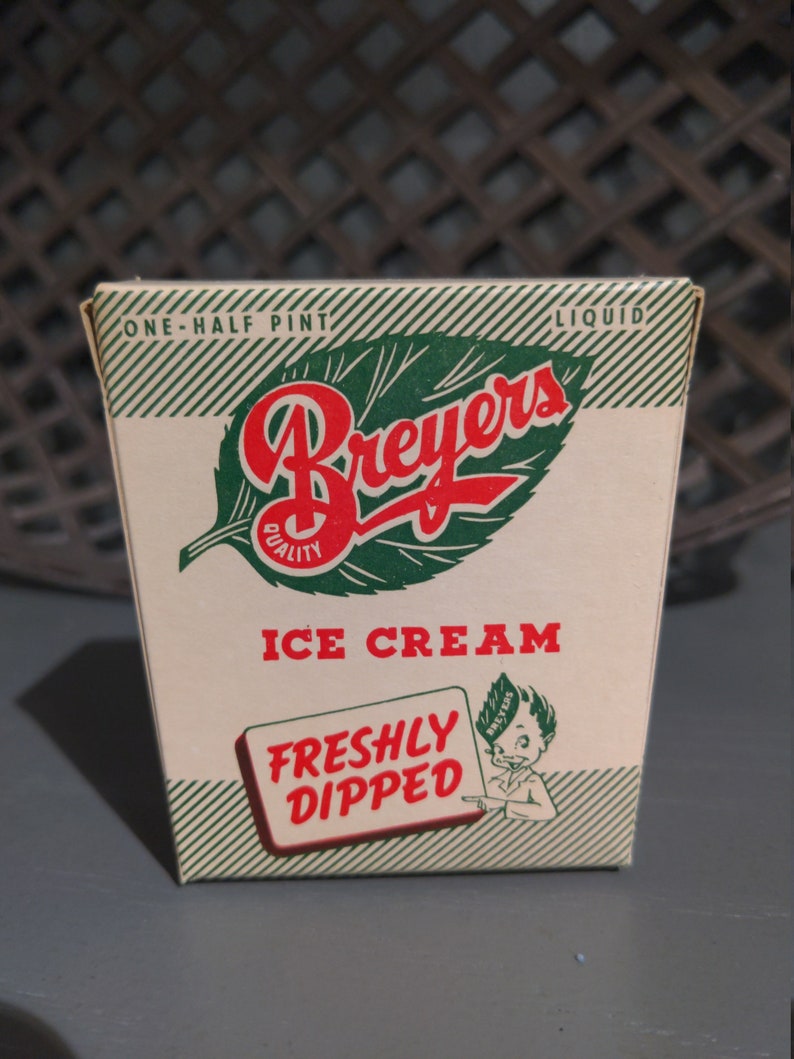 ONE-HALF PINT LIQUID
Breyers
QUALITY
ICE CREAM
BREYERS
FRESHLY
DIPPED